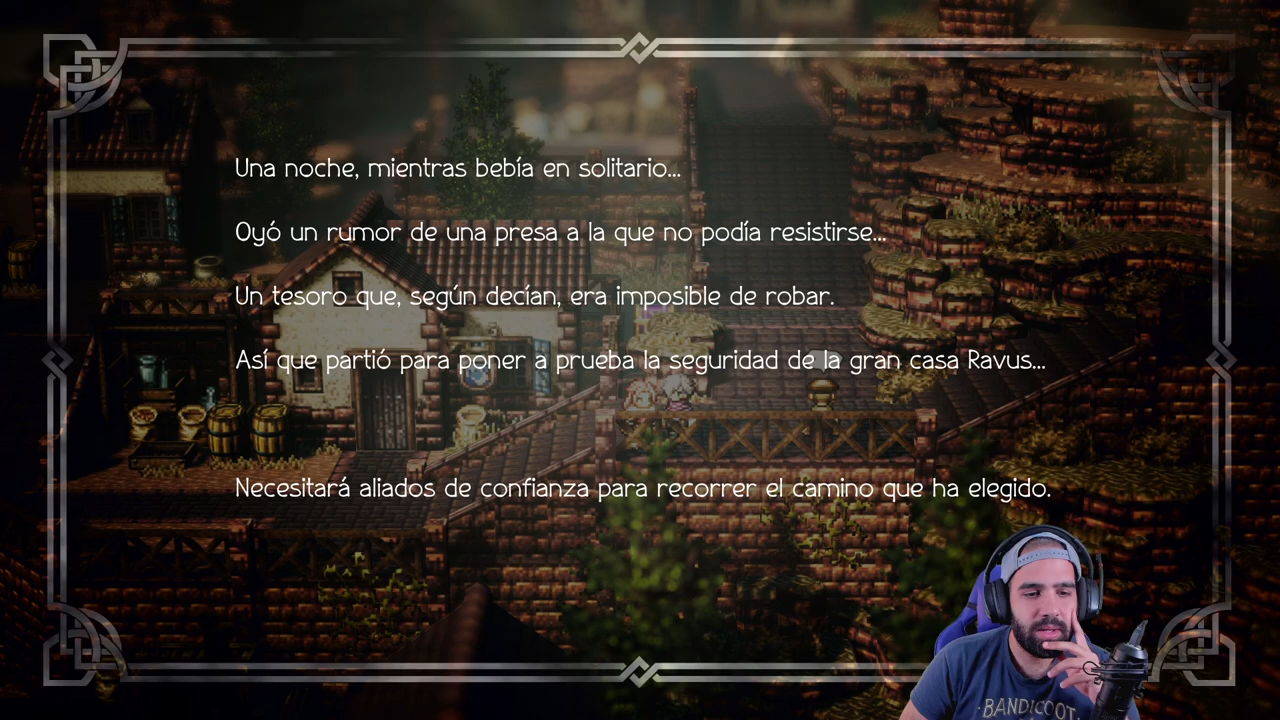 Una noche, mientras bebía en solitario...
Oyó un rumor de una presa a la que no podía resistirse...
Un tesoro que, según decían, era imposible de robar.
Así que partió para poner a prueba la seguridad de la gran casa Ravus...
Necesitará aliados de confianza para recorrer el camino que ha elegido.
·BANDICOOT·